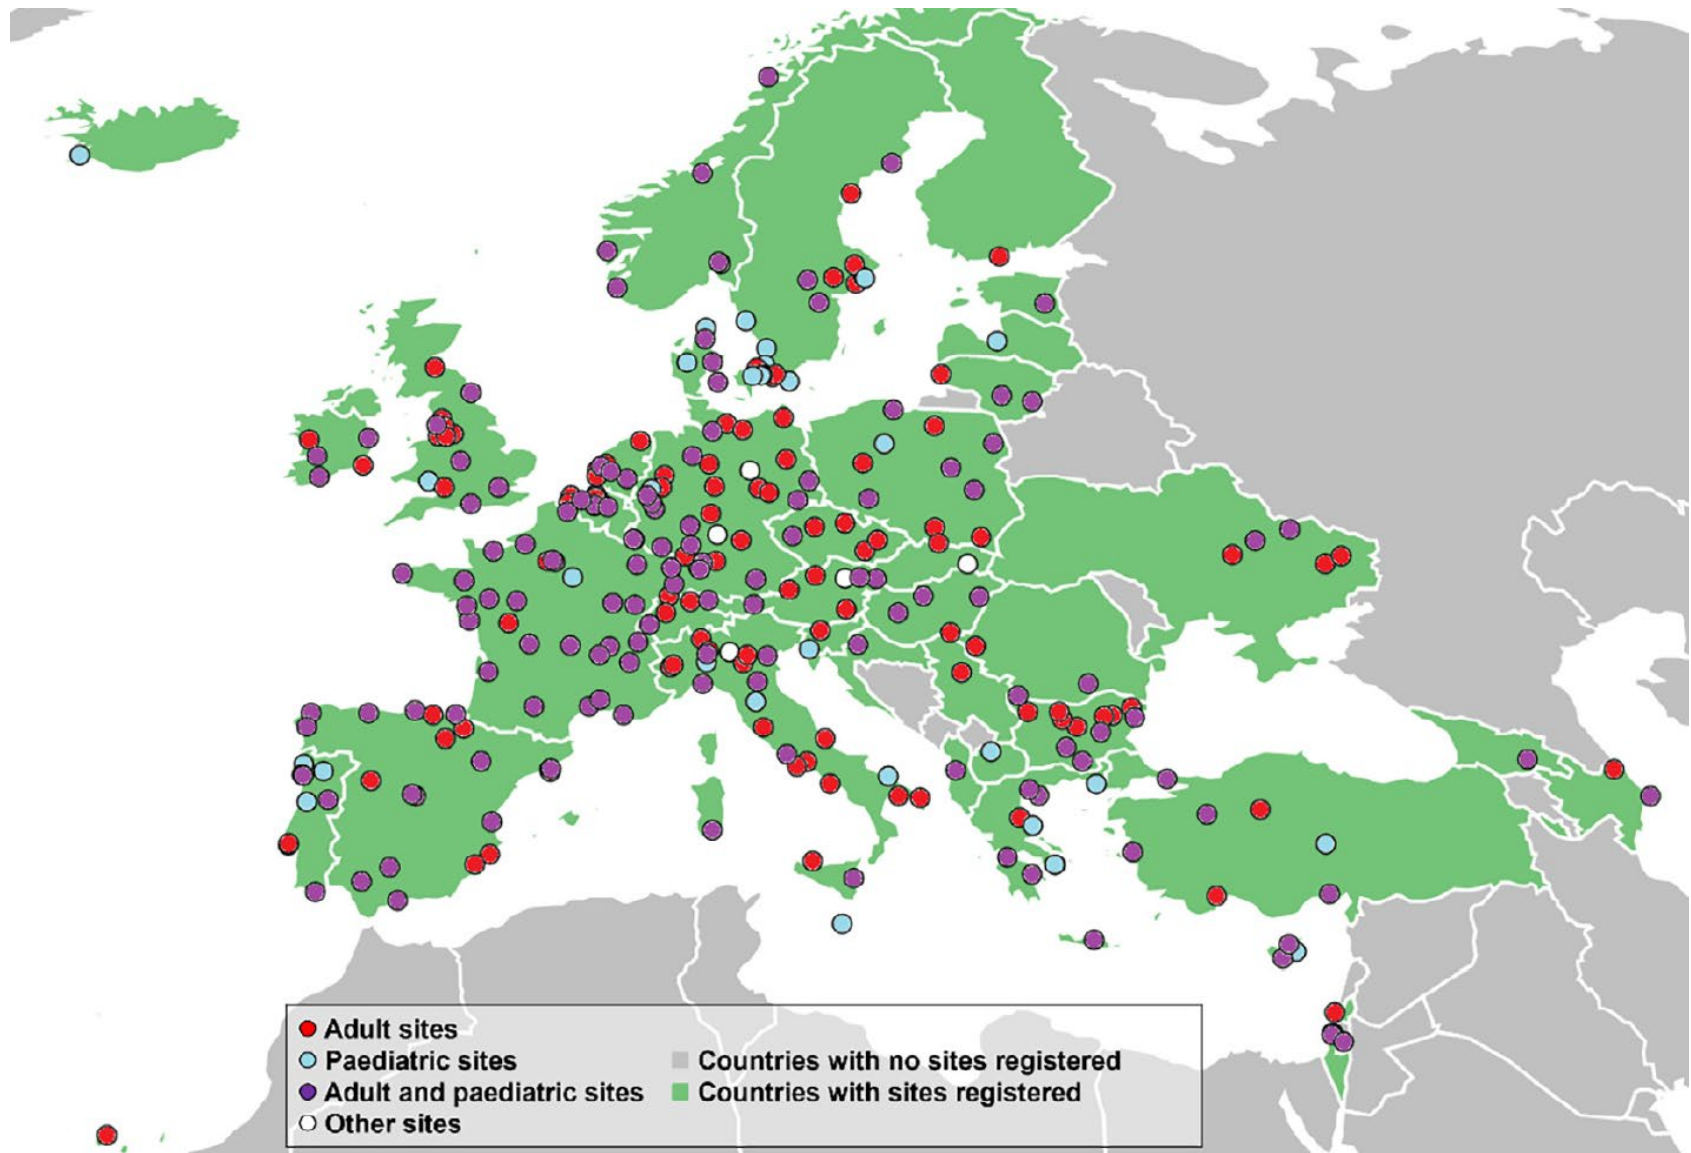 Adult sites
Paediatric sites
Adult and paediatric sites
Other sites
Countries with no sites registered
Countries with sites registered